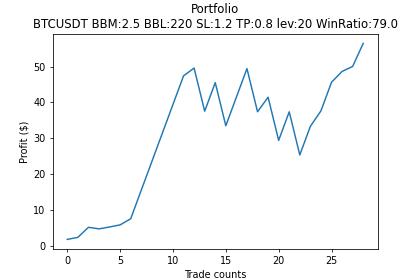 Portfolio
BTCUSDT BBM:2.5 BBL:220 SL:1.2 TP:0.8 lev:20 WinRatio:79.0
50
40
30
20
10
0
Profit ($)
0 5 10 15 20 25
Trade counts